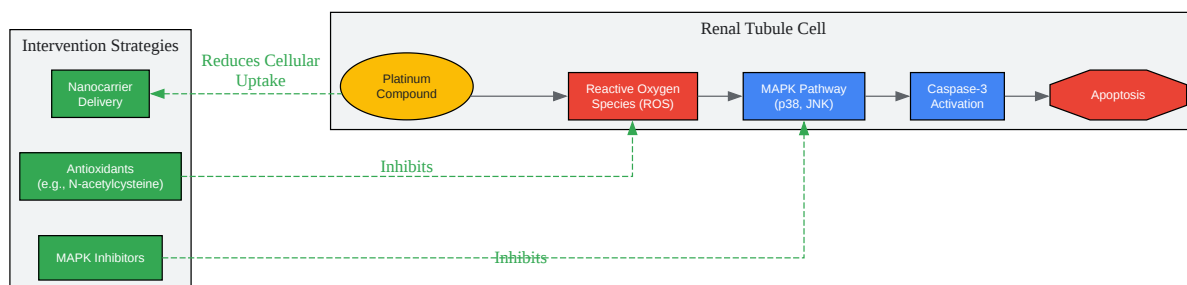 Intervention Strategies
Nanocarrier
Delivery
Antioxidants
(e.g., N-acetylcysteine)
MAPK Inhibitors
Reduces Cellular
Uptake
Inhibits
Inhibits
Renal Tubule Cell
Platinum
Compound
Reactive Oxygen
Species (ROS)
MAPK Pathway
(p38, JNK)
Caspase-3
Activation
Apoptosis